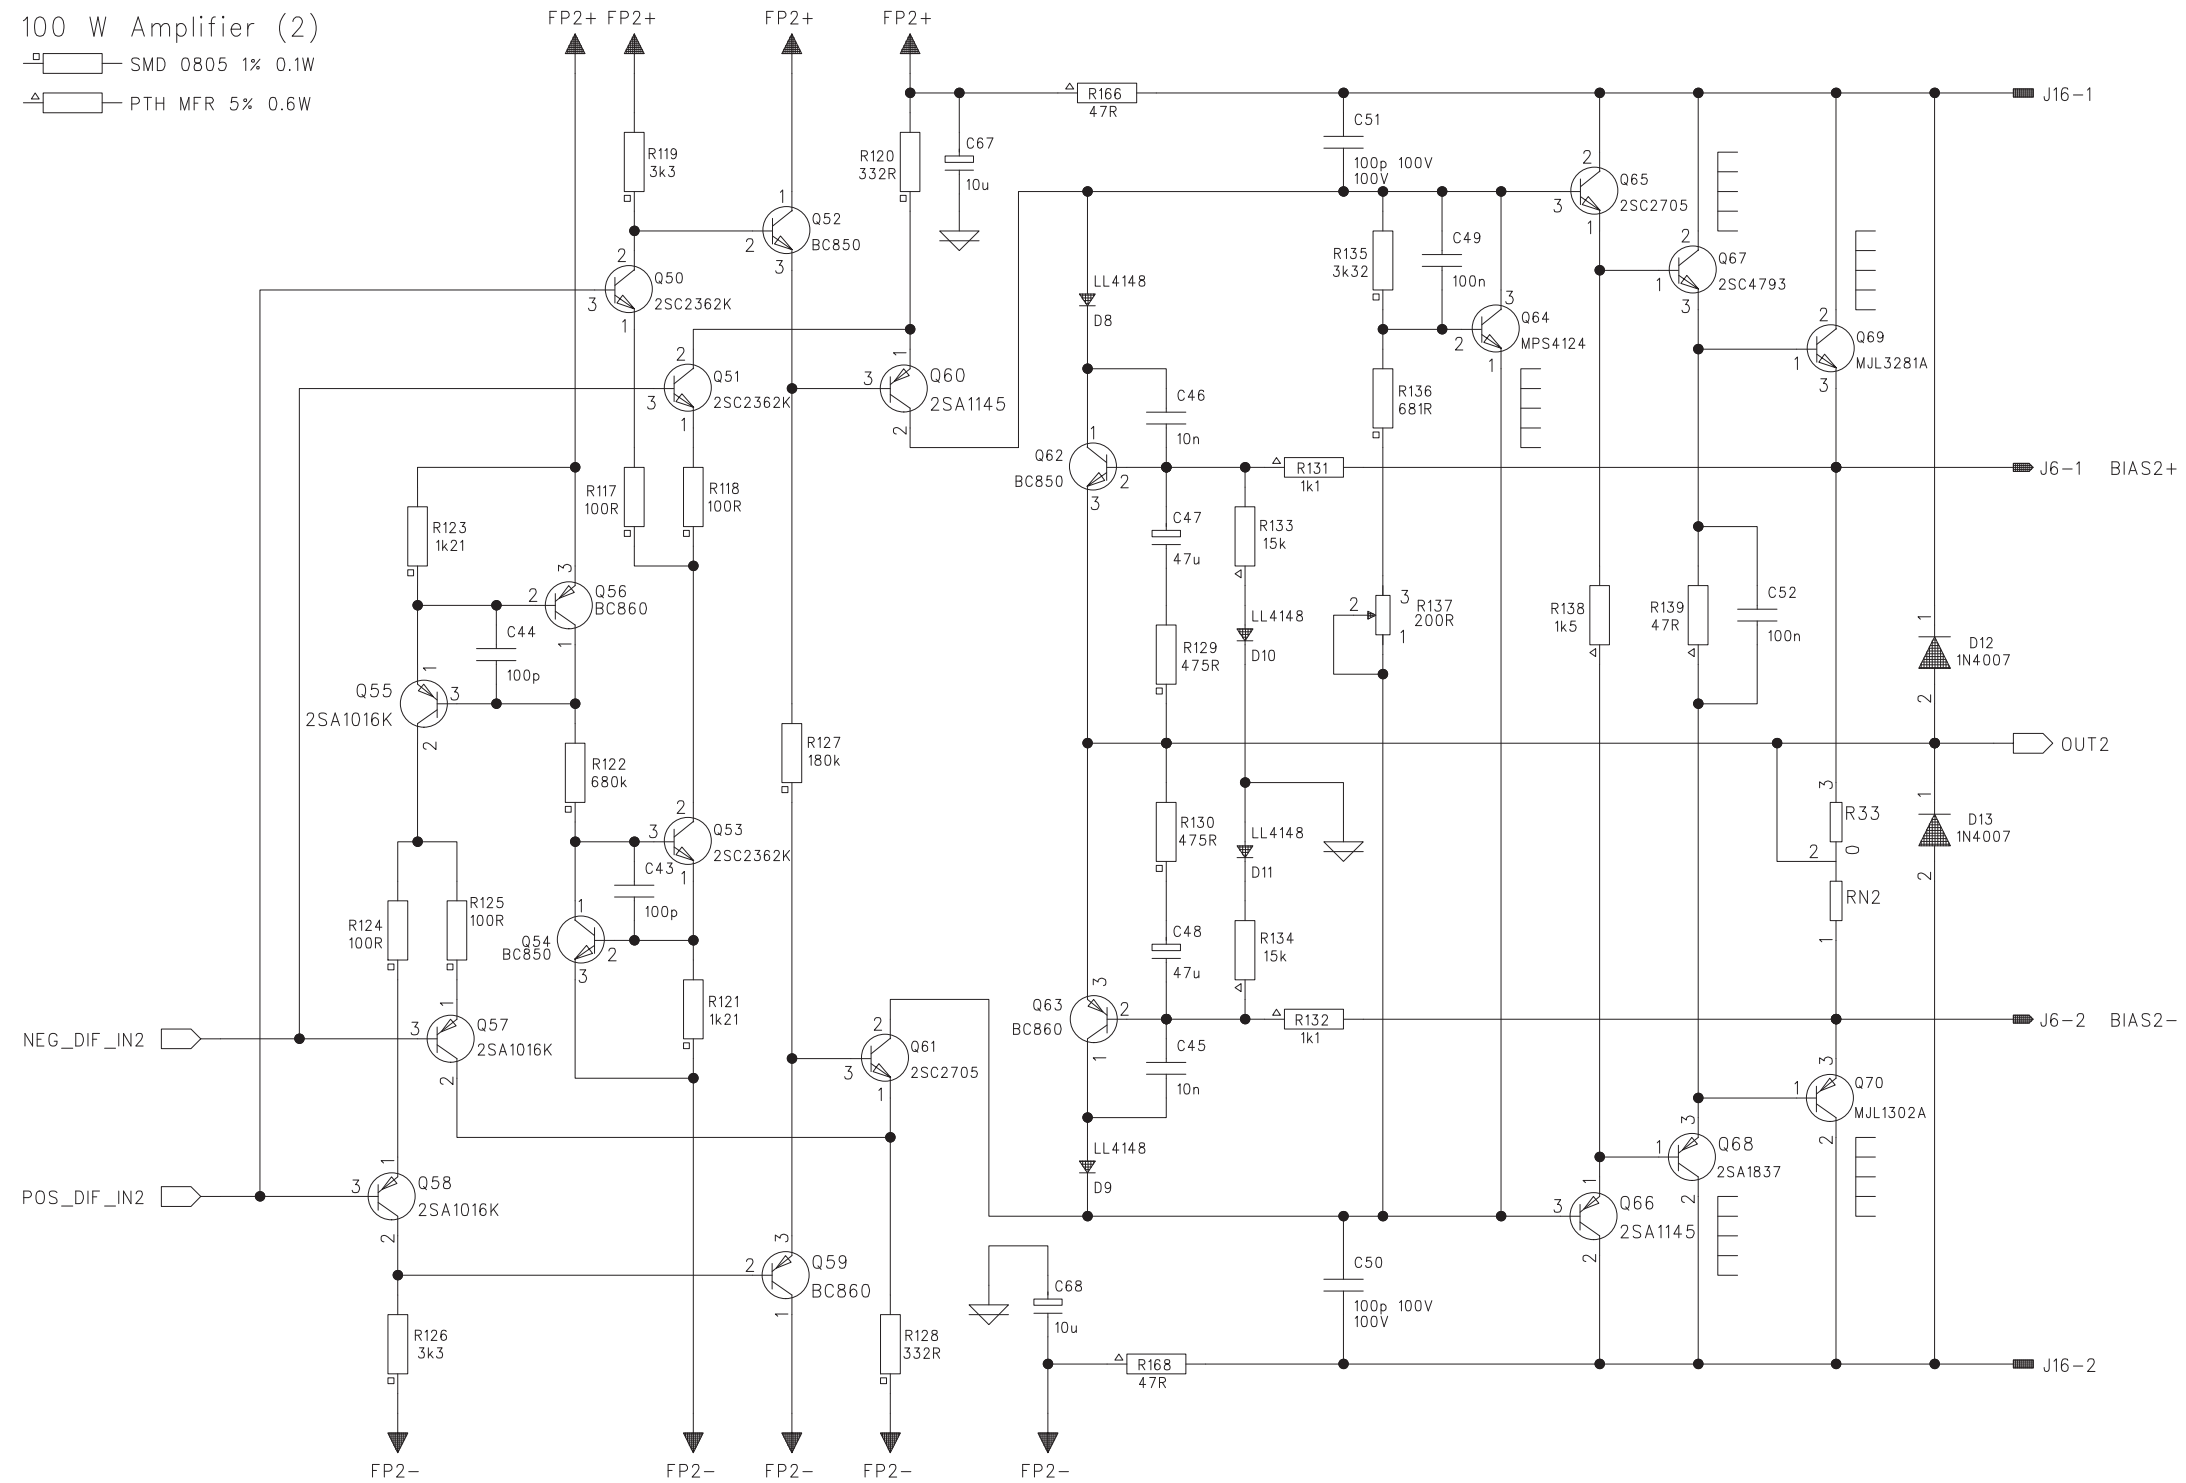 100 W Amplifier (2)
SMD 0805 1% 0.1W
PTH MFR 5% 0.6W
FP2+ FP2+ FP2+ FP2+
R166
47R
J16-1
C51
100p 100V
100V
R119
3k3
R120
332R
C67
10u
1
Q52
BC850
2
3
2
Q50
2SC2362K
3
1
2
Q65
2SC2705
3
1
R135
3k32
C49
100n
2
Q67
2SC4793
1
3
LL4148
D8
3
Q64
MPS4124
2
1
2
Q69
MJL3281A
1
3
2
Q51
2SC2362K
3
1
1
3
Q60
2SA1145
2
R136
681R
C46
10n
1
Q62
BC850
2
3
R131
1k1
J6-1 BIAS2+
R117
100R
R118
100R
R123
1k21
C47
47u
R133
15k
3
2
Q56
BC860
1
C44
100p
LL4148
D10
2
3
R137
200R
1
R138
1k5
R139
47R
C52
100n
R129
475R
1
D12
1N4007
2
1
Q55
3
2SA1016K
2
R122
680k
R127
180k
OUT2
2
Q53
2SC2362K
3
1
C43
100p
R130
475R
LL4148
D11
3
R33
2
0
1
D13
1N4007
2
RN2
1
R124
100R
R125
100R
1
Q54
BC850
2
3
C48
47u
R134
15k
R121
1k21
3
Q63
BC860
2
1
R132
1k1
J6-2 BIAS2-
NEG_DIF_IN2
1
3
Q57
2SA1016K
2
2
Q61
2SC2705
3
1
C45
10n
3
1
Q70
MJL1302A
2
LL4148
D9
3
1
Q68
2SA1837
2
POS_DIF_IN2
1
3
Q58
2SA1016K
2
1
3
Q66
2SA1145
2
3
2
Q59
BC860
1
C68
10u
C50
100p 100V
100V
R126
3k3
R128
332R
R168
47R
J16-2
FP2- FP2- FP2- FP2- FP2-